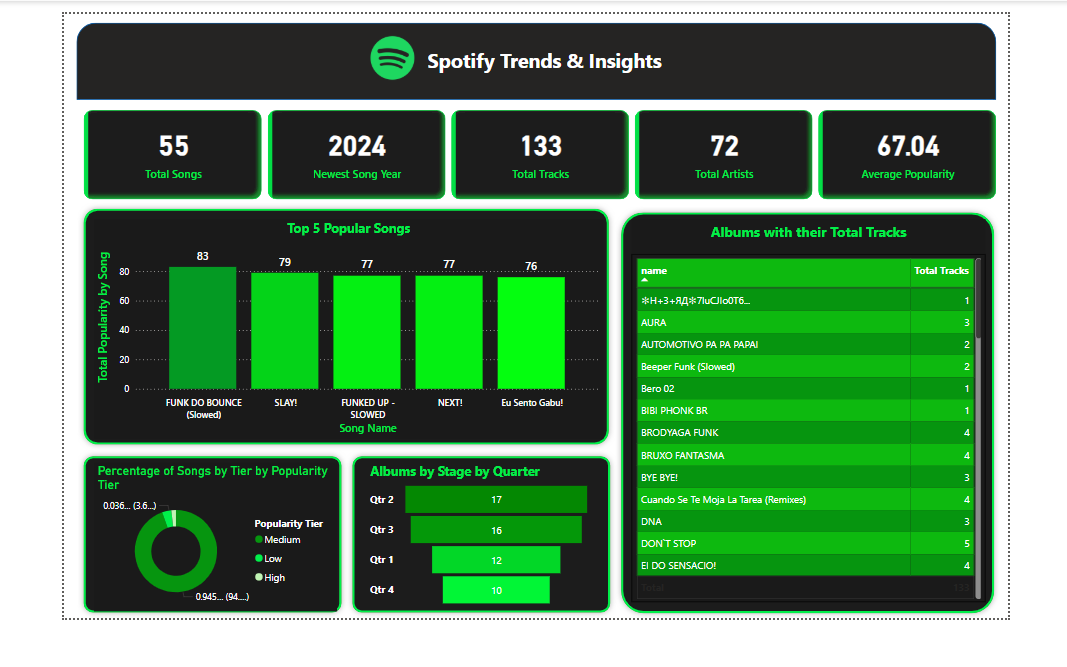 Spotify Trends & Insights
55
Total Songs
2024
Newest Song Year
133
Total Tracks
72
Total Artists
67.04
Average Popularity
Top 5 Popular Songs
Total Popularity by Song
80
60
40
20
0
83
79
77
77
76
FUNK DO BOUNCE
(Slowed)
SLAY!
FUNKED UP -
SLOWED
NEXT!
Eu Sento Gabu!
Song Name
Percentage of Songs by Tier by Popularity
Tier
0.036... (3.6...)
0.945... (94....)
Popularity Tier
Medium
Low
High
Albums by Stage by Quarter
Qtr 2 17
Qtr 3 16
Qtr 1 12
Qtr 4 10
Albums with their Total Tracks
name Total Tracks
1
AURA 3
AUTOMOTIVO PA PA PAPAI 2
Beeper Funk (Slowed) 2
Bero 02 1
BIBI PHONK BR 1
BRODYAGA FUNK 4
BRUXO FANTASMA 4
BYE BYE! 3
Cuando Se Te Moja La Tarea (Remixes) 4
DNA 3
DON`T STOP 5
EI DO SENSACIO! 4
Total 133